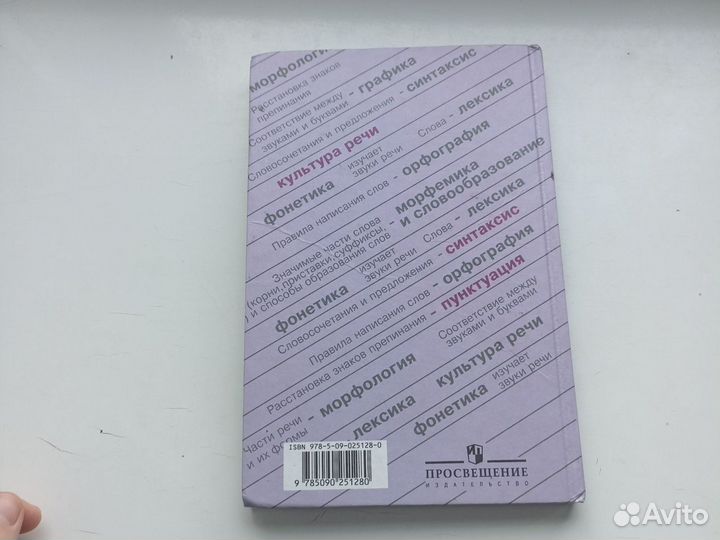 морфология
Расстановка знаков
препинания
Соответствие между - графика
звуками и буквами
Словосочетания и предложения - синтаксис
культура речи
Слова - лексика
фонетика изучает
звуки речи
Правила написания слов - орфография
Значимые части слова
(корни,приставки,суффиксы, - морфемика
) и способы образования слов и словообразование
фонетика изучает
звуки речи
Слова - лексика
Словосочетания и предложения - синтаксис
Правила написания слов - орфография
Расстановка знаков препинания - пунктуация
Соответствие между
звуками и буквами
Части речи - морфология
и их формы
культура речи
лексика
фонетика изучает
звуки речи
ISBN 978-5-09-025128-0
9 785090 251280
ПРОСВЕЩЕНИЕ
ИЗДАТЕЛЬСТВО
Avito